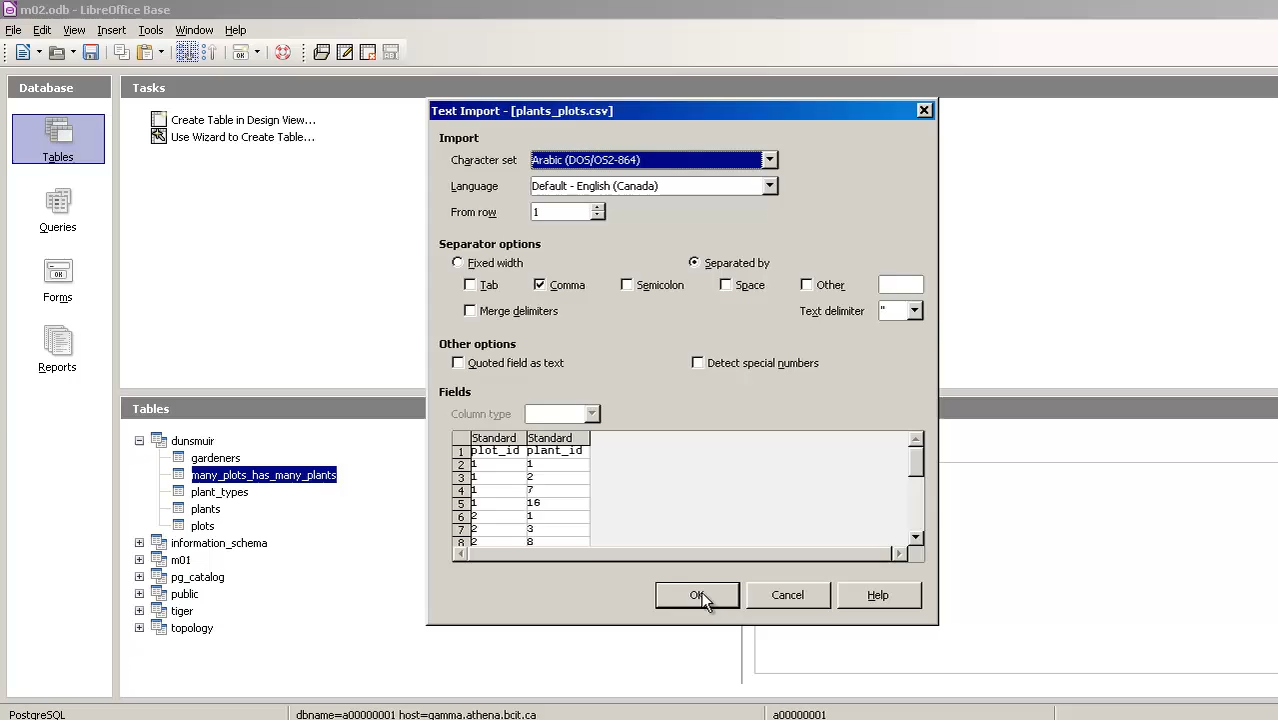 m02.odb - LibreOffice Base
File Edit View Insert Tools Window Help
Database
Tables
Queries
Forms
Reports
Tasks
Create Table in Design View...
Use Wizard to Create Table...
Tables
dunsmuir
gardeners
many_plots_has_many_plants
plant_types
plants
plots
information_schema
m01
pg_catalog
public
tiger
topology
Text Import - [plants_plots.csv]
Import
Character set Arabic (DOS/OS2-864)
Language Default - English (Canada)
From row 1
Separator options
Fixed width Separated by
Tab Comma Semicolon Space Other
Merge delimiters Text delimiter "
Other options
Quoted field as text Detect special numbers
Fields
Column type
Standard Standard
1 plot_id plant_id
2 1 1
3 1 2
4 1 7
5 1 16
6 2 1
7 2 3
8 2 8
OK Cancel Help
PostgreSQL dbname=a00000001 host=gamma.athena.bcit.ca a00000001